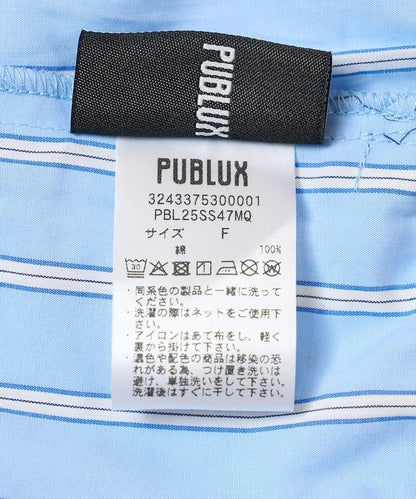 PUBLUX
PUBLUX
3243375300001
PBL25SS47MQ
サイズ F
綿 100%
・同系色の製品と一緒に洗って
ください。
・洗濯の際はネットをご使用下
さい。
・アイロンはあて布をし、軽く
裏から掛けて下さい。
・濃色や配色の商品は移染の恐
れがある為、つけ置き洗いは
避け、単独洗いをして下さい。
洗濯後はすぐに干して下さい。